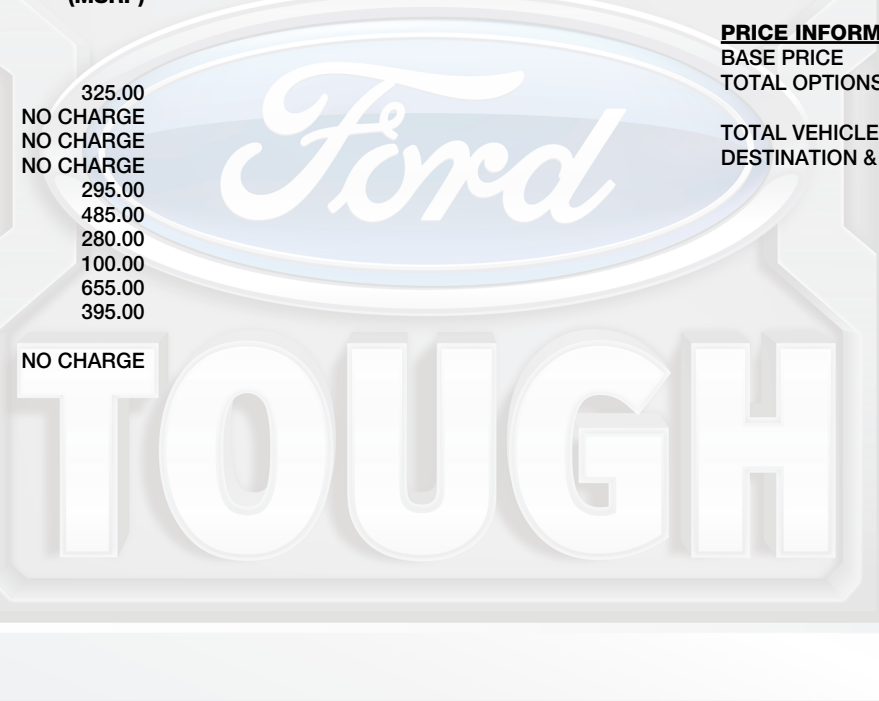 (MSRP)
325.00
NO CHARGE
NO CHARGE
NO CHARGE
295.00
485.00
280.00
100.00
655.00
395.00
NO CHARGE
PRICE INFORM
BASE PRICE
TOTAL OPTIONS
TOTAL VEHICLE
DESTINATION &
Ford
TOUGH